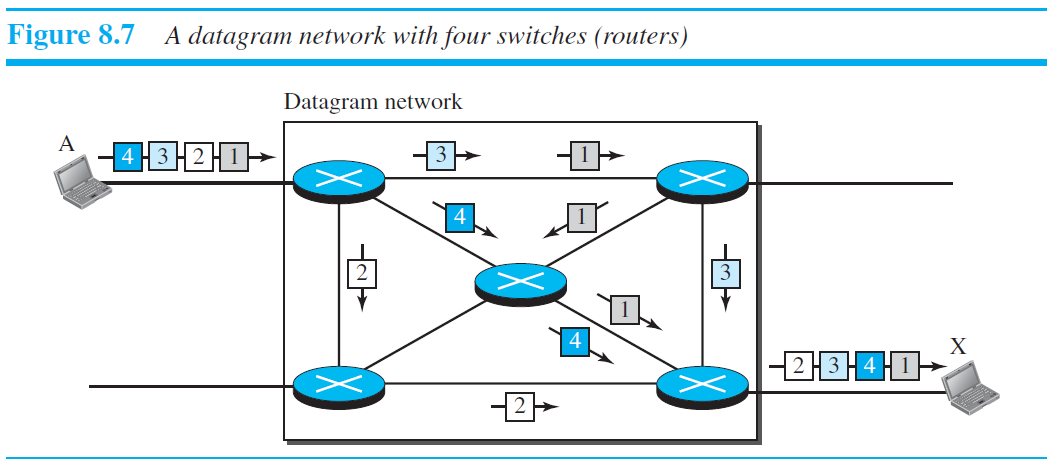 Figure 8.7 A datagram network with four switches (routers)
Datagram network
A
4 3 2 1
3
1
4
1
2
3
1
4
2
2 3 4 1
X